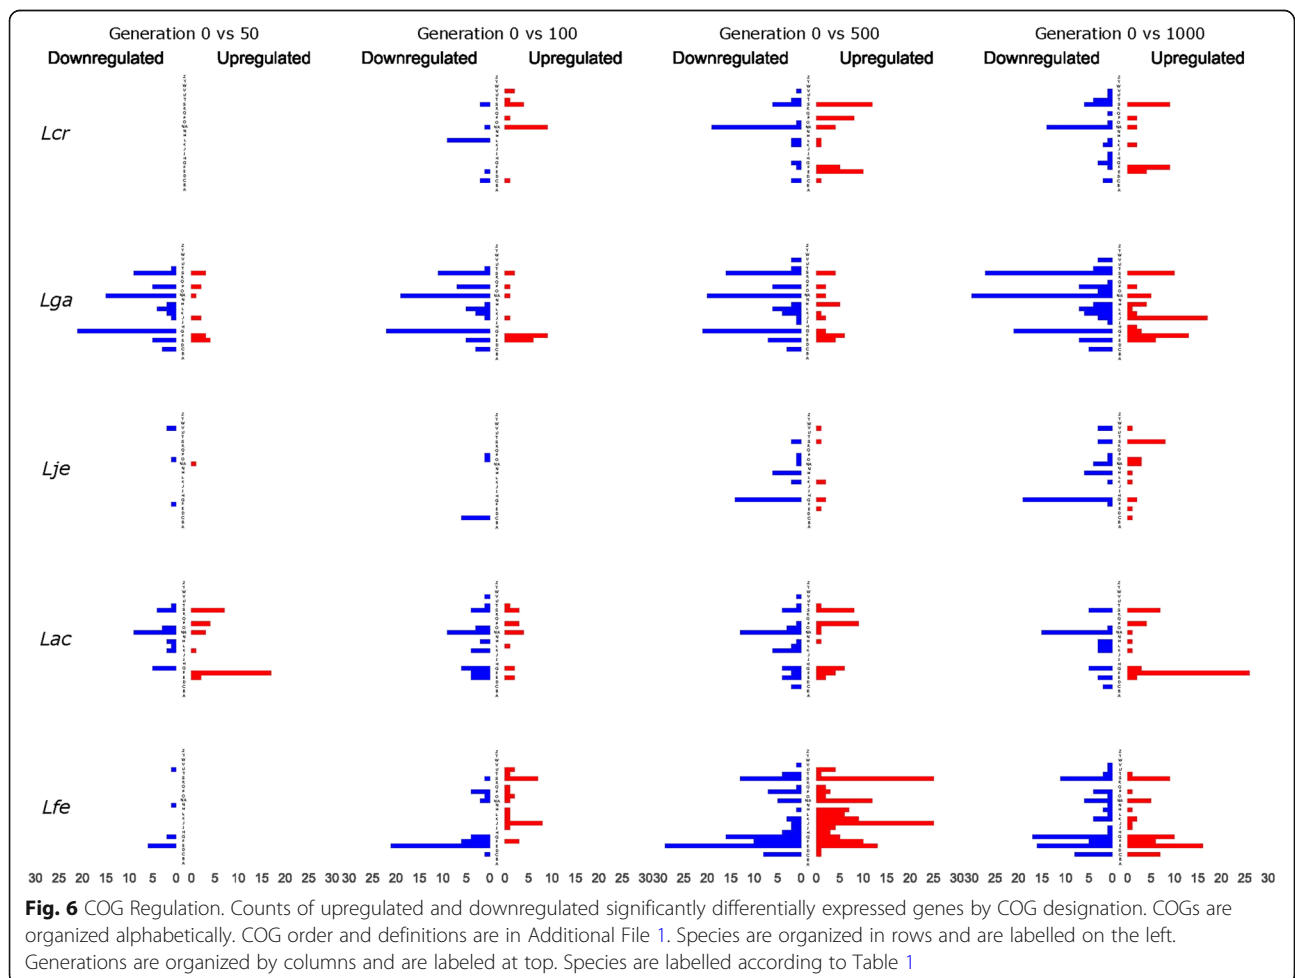 Generation 0 vs 50 Generation 0 vs 100 Generation 0 vs 500 Generation 0 vs 1000
Downregulated Upregulated Downregulated Upregulated Downregulated Upregulated Downregulated Upregulated
Lcr
Lga
Lje
Lac
Lfe
30 25 20 15 10 5 0 0 5 10 15 20 25 30 30 25 20 15 10 5 0 0 5 10 15 20 25 30 30 25 20 15 10 5 0 0 5 10 15 20 25 30 30 25 20 15 10 5 0 0 5 10 15 20 25 30
Fig. 6 COG Regulation. Counts of upregulated and downregulated significantly differentially expressed genes by COG designation. COGs are
organized alphabetically. COG order and definitions are in Additional File 1. Species are organized in rows and are labelled on the left.
Generations are organized by columns and are labeled at top. Species are labelled according to Table 1